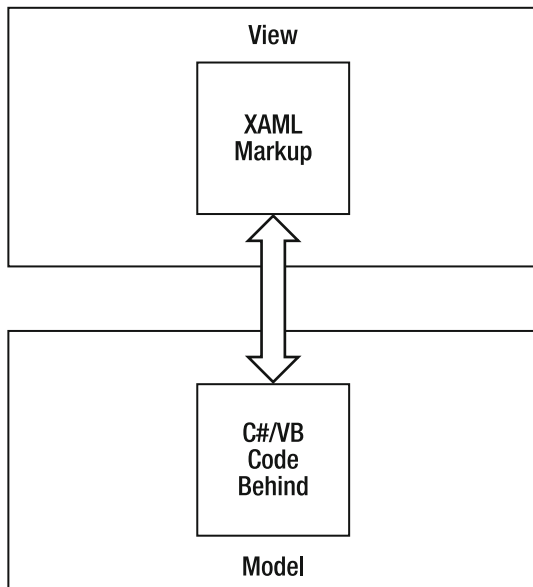 View
XAML
Markup
C#/VB
Code
Behind
Model